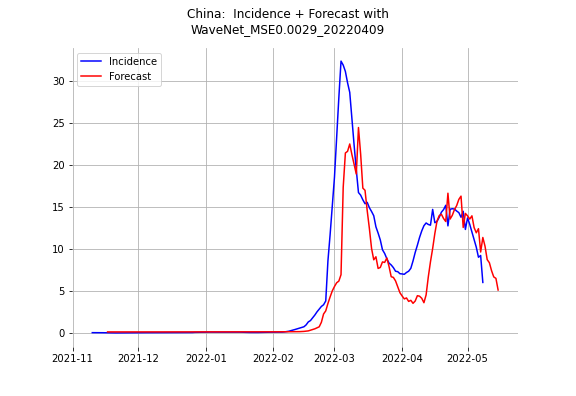 China:  Incidence + Forecast with
WaveNet_MSE0.0029_20220409
Incidence
Forecast
30
25
20
15
10
5
0
2021-11 2021-12 2022-01 2022-02 2022-03 2022-04 2022-05